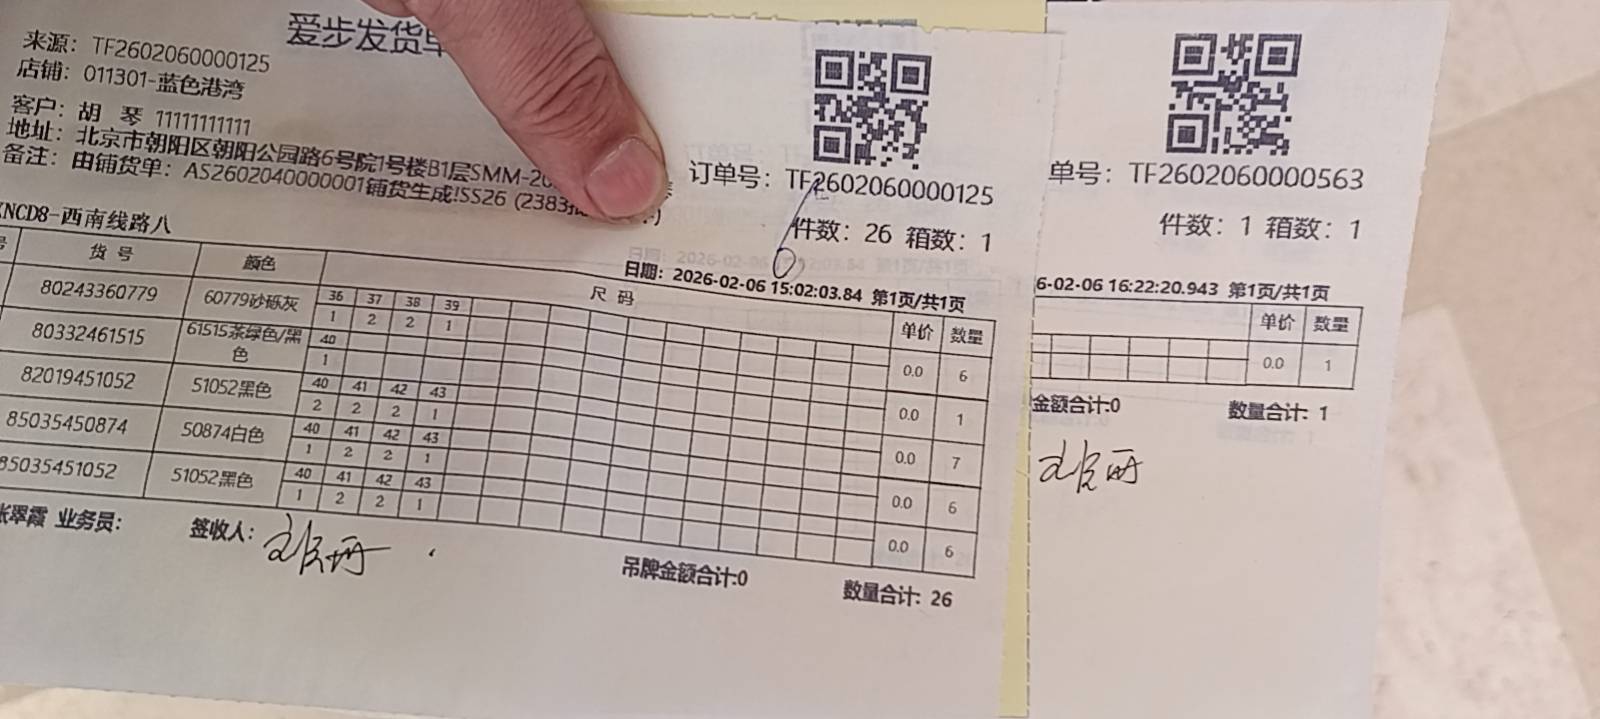 爱步发货单
来源：TF2602060000125
店铺：011301-蓝色港湾
客户：胡 琴 11111111111
地址：北京市朝阳区朝阳公园路6号院1号楼B1层SMM-20
备注：由铺货单：AS2602040000001铺货生成!SS26 (2383
订单号：TF2602060000125
件数：26 箱数：1
NCD8-西南线路八
日期：2026-02-06 15:02:03.84 第1页/共1页
号 货 号 颜色 尺 码 单价 数量
80243360779 60779砂砾灰 36 37 38 39 0.0 6
1 2 2 1
80332461515 61515茶绿色/黑色 40 0.0 1
1
82019451052 51052黑色 40 41 42 43 0.0 7
2 2 2 1
85035450874 50874白色 40 41 42 43 0.0 6
1 2 2 1
85035451052 51052黑色 40 41 42 43 0.0 6
1 2 2 1
张翠霞 业务员： 签收人：
吊牌金额合计:0 数量合计: 26
单号：TF2602060000563
件数：1 箱数：1
6-02-06 16:22:20.943 第1页/共1页
单价 数量
0.0 1
金额合计:0 数量合计: 1